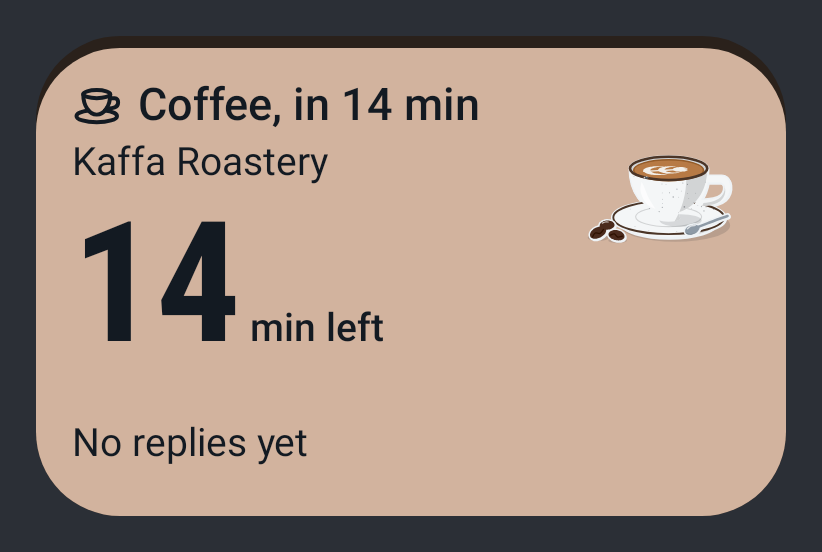 Coffee, in 14 min
Kaffa Roastery
14 min left
No replies yet